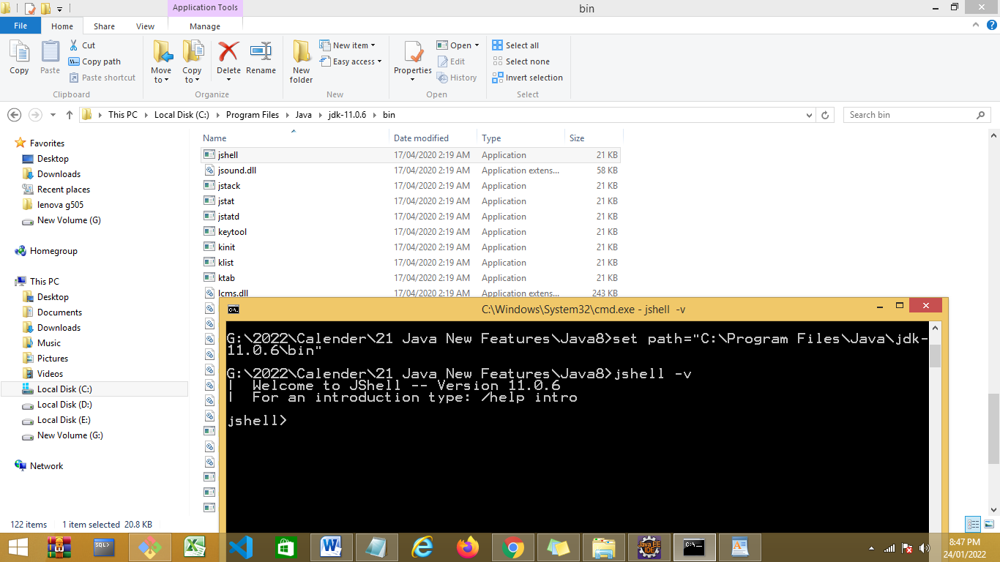 Application Tools
bin
File Home Share View Manage
Copy
Paste
Cut
Copy path
Paste shortcut
Clipboard
Move to
Copy to
Delete
Rename
Organize
New folder
New item
Easy access
New
Properties
Open
Edit
History
Open
Select all
Select none
Invert selection
Select
This PC Local Disk (C:) Program Files Java jdk-11.0.6 bin
Search bin
Favorites
Desktop
Downloads
Recent places
lenova g505
New Volume (G)
Homegroup
This PC
Desktop
Documents
Downloads
Music
Pictures
Videos
Local Disk (C:)
Local Disk (D:)
Local Disk (E:)
New Volume (G:)
Network
Name Date modified Type Size
jshell 17/04/2020 2:19 AM Application 21 KB
jsound.dll 17/04/2020 2:19 AM Application extens... 58 KB
jstack 17/04/2020 2:19 AM Application 21 KB
jstat 17/04/2020 2:19 AM Application 21 KB
jstatd 17/04/2020 2:19 AM Application 21 KB
keytool 17/04/2020 2:19 AM Application 21 KB
kinit 17/04/2020 2:19 AM Application 21 KB
klist 17/04/2020 2:19 AM Application 21 KB
ktab 17/04/2020 2:19 AM Application 21 KB
lcms.dll 17/04/2020 2:19 AM Application extens... 243 KB
C:\Windows\System32\cmd.exe - jshell -v
G:\2022\Calender\21 Java New Features\Java8>set path="C:\Program Files\Java\jdk-
11.0.6\bin"
G:\2022\Calender\21 Java New Features\Java8>jshell -v
| Welcome to JShell -- Version 11.0.6
| For an introduction type: /help intro
jshell>
122 items 1 item selected 20.8 KB
SQL>
Java EE
IDE
8:47 PM
24/01/2022